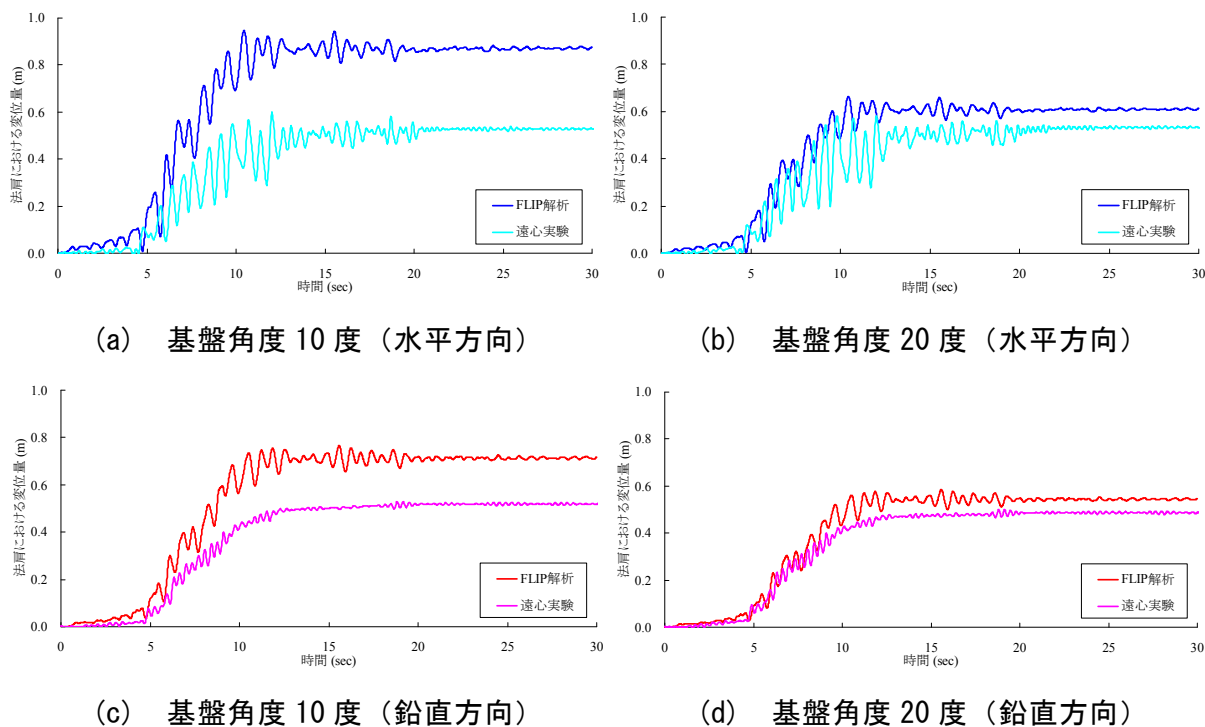 法肩における変位量 (m)
1.0
0.8
0.6
0.4
0.2
0.0
FLIP解析
遠心実験
0 5 10 15 20 25 30
時間 (sec)
(a) 基盤角度 10 度（水平方向）
法肩における変位量 (m)
1.0
0.8
0.6
0.4
0.2
0.0
FLIP解析
遠心実験
0 5 10 15 20 25 30
時間 (sec)
(b) 基盤角度 20 度（水平方向）
法肩における変位量 (m)
1.0
0.8
0.6
0.4
0.2
0.0
FLIP解析
遠心実験
0 5 10 15 20 25 30
時間 (sec)
(c) 基盤角度 10 度（鉛直方向）
法肩における変位量 (m)
1.0
0.8
0.6
0.4
0.2
0.0
FLIP解析
遠心実験
0 5 10 15 20 25 30
時間 (sec)
(d) 基盤角度 20 度（鉛直方向）